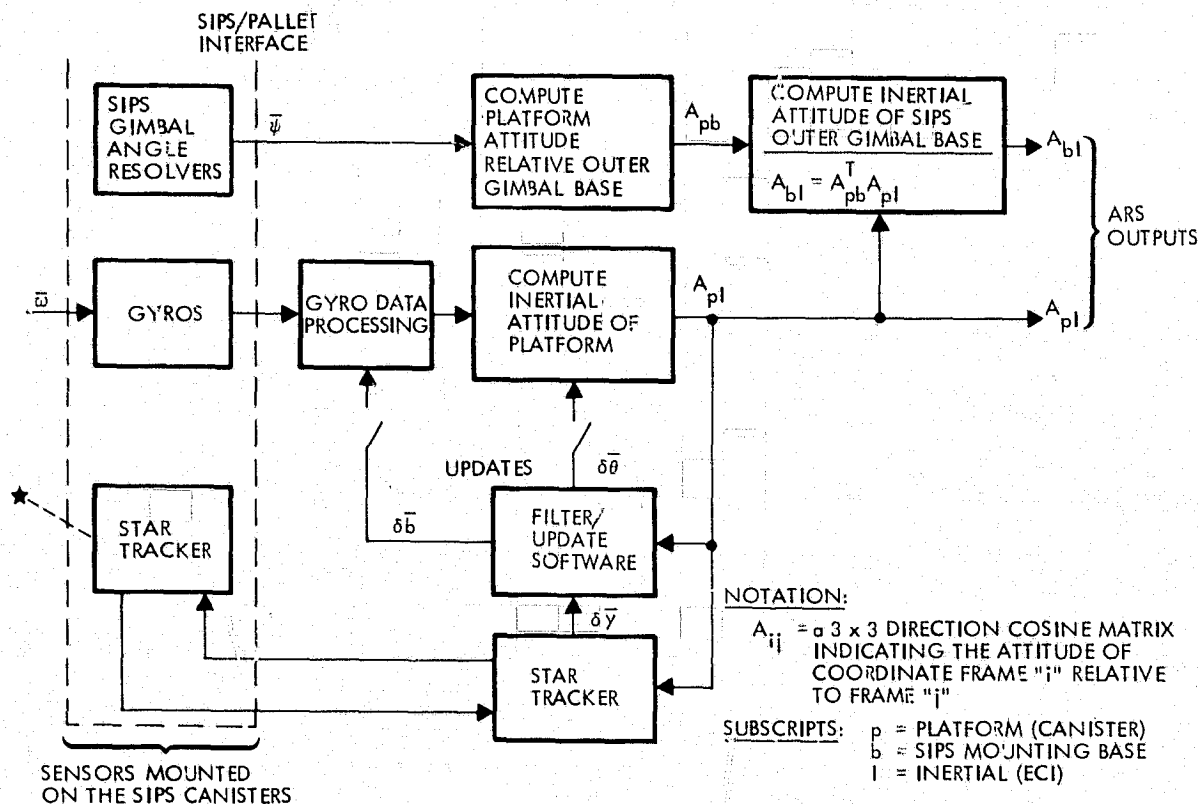 SIPS/PALLET
INTERFACE
SIPS
GIMBAL
ANGLE
RESOLVERS
ψ̅
COMPUTE
PLATFORM
ATTITUDE
RELATIVE OUTER
GIMBAL BASE
A_pb
COMPUTE INERTIAL
ATTITUDE OF SIPS
OUTER GIMBAL BASE
A_bI = A_pb^T A_pI
A_bI
ARS
OUTPUTS
GYROS
GYRO DATA
PROCESSING
COMPUTE
INERTIAL
ATTITUDE OF
PLATFORM
A_pI
A_pI
UPDATES
δθ̅
δb̅
STAR
TRACKER
FILTER/
UPDATE
SOFTWARE
δy̅
STAR
TRACKER
NOTATION:
A_ij = a 3 x 3 DIRECTION COSINE MATRIX
INDICATING THE ATTITUDE OF
COORDINATE FRAME "i" RELATIVE
TO FRAME "j"
SUBSCRIPTS: p = PLATFORM (CANISTER)
b = SIPS MOUNTING BASE
I = INERTIAL (ECI)
SENSORS MOUNTED
ON THE SIPS CANISTERS